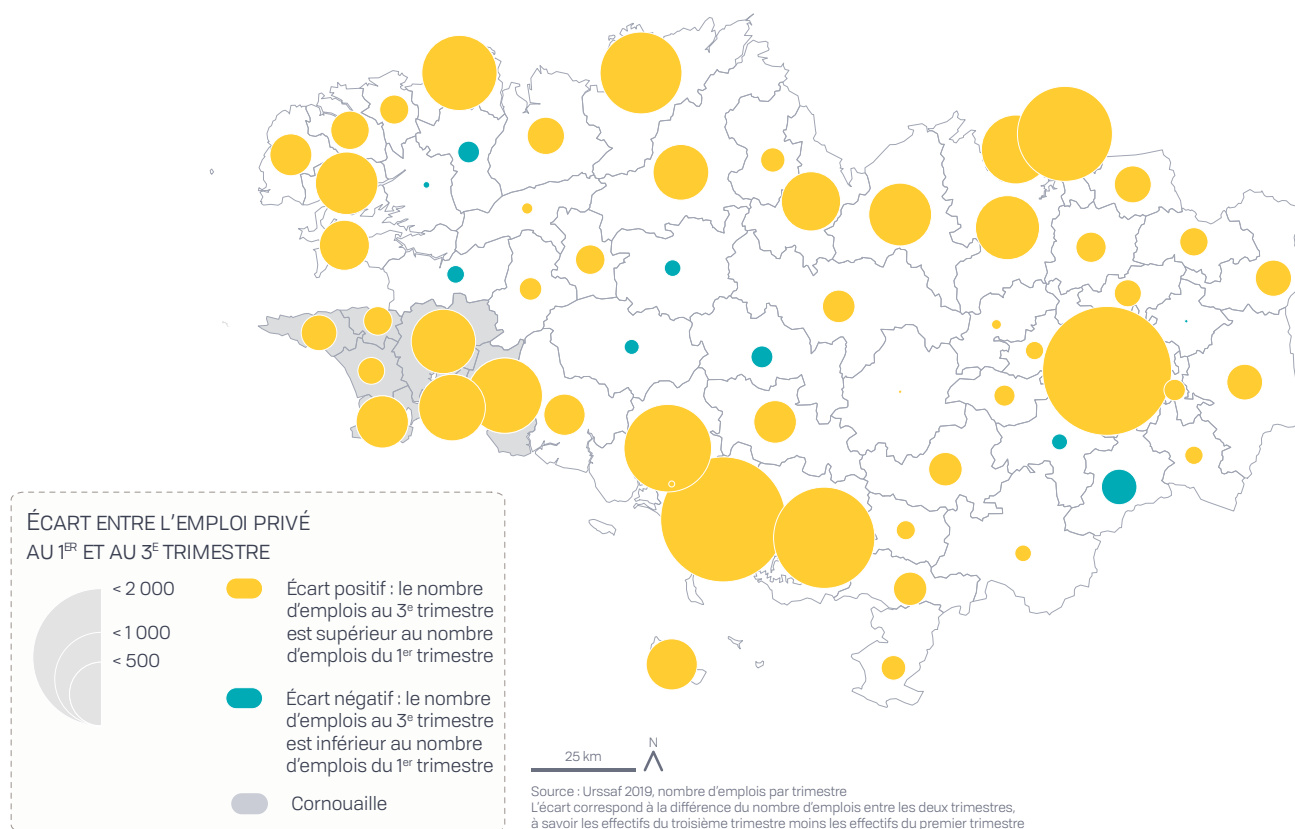 ÉCART ENTRE L'EMPLOI PRIVÉ
AU 1ER ET AU 3E TRIMESTRE
< 2 000
< 1 000
< 500
Écart positif : le nombre
d'emplois au 3e trimestre
est supérieur au nombre
d'emplois du 1er trimestre
Écart négatif : le nombre
d'emplois au 3e trimestre
est inférieur au nombre
d'emplois du 1er trimestre
Cornouaille
25 km
N
Source : Urssaf 2019, nombre d'emplois par trimestre
L'écart correspond à la différence du nombre d'emplois entre les deux trimestres,
à savoir les effectifs du troisième trimestre moins les effectifs du premier trimestre